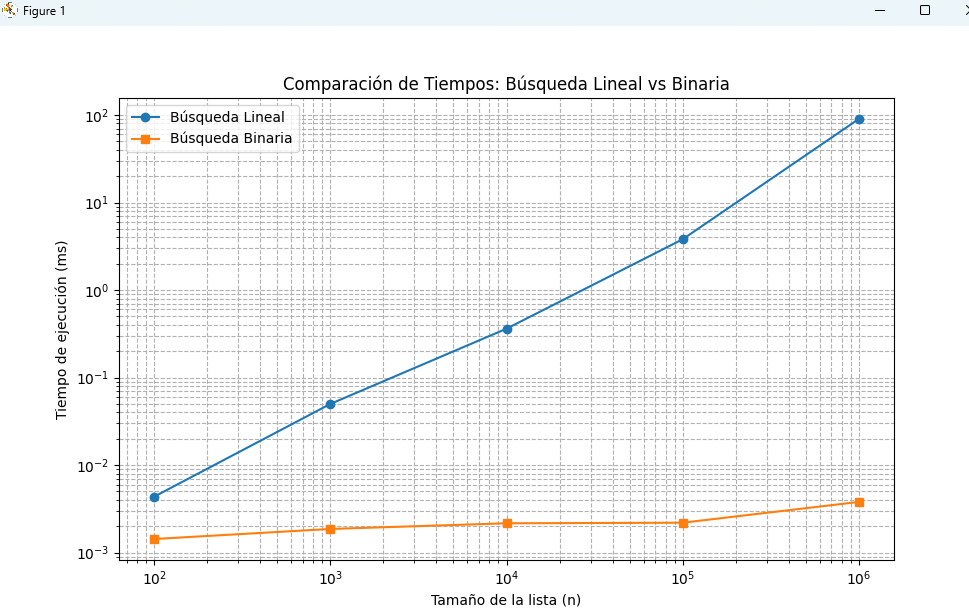 Figure 1
Comparación de Tiempos: Búsqueda Lineal vs Binaria
Búsqueda Lineal
Búsqueda Binaria
Tiempo de ejecución (ms)
10²
10¹
10⁰
10⁻¹
10⁻²
10⁻³
10² 10³ 10⁴ 10⁵ 10⁶
Tamaño de la lista (n)